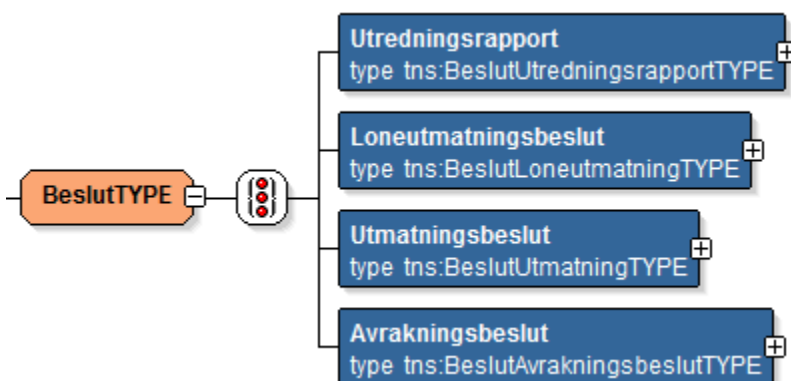 BeslutTYPE
Utredningsrapport
type tns:BeslutUtredningsrapportTYPE
Loneutmatningsbeslut
type tns:BeslutLoneutmatningTYPE
Utmatningsbeslut
type tns:BeslutUtmatningTYPE
Avrakningsbeslut
type tns:BeslutAvrakningsbeslutTYPE